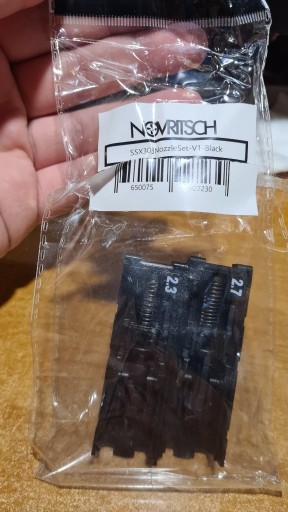 NOVRITSCH
SSX303NozzleSet-V1-Black
650075
2.3
2.7